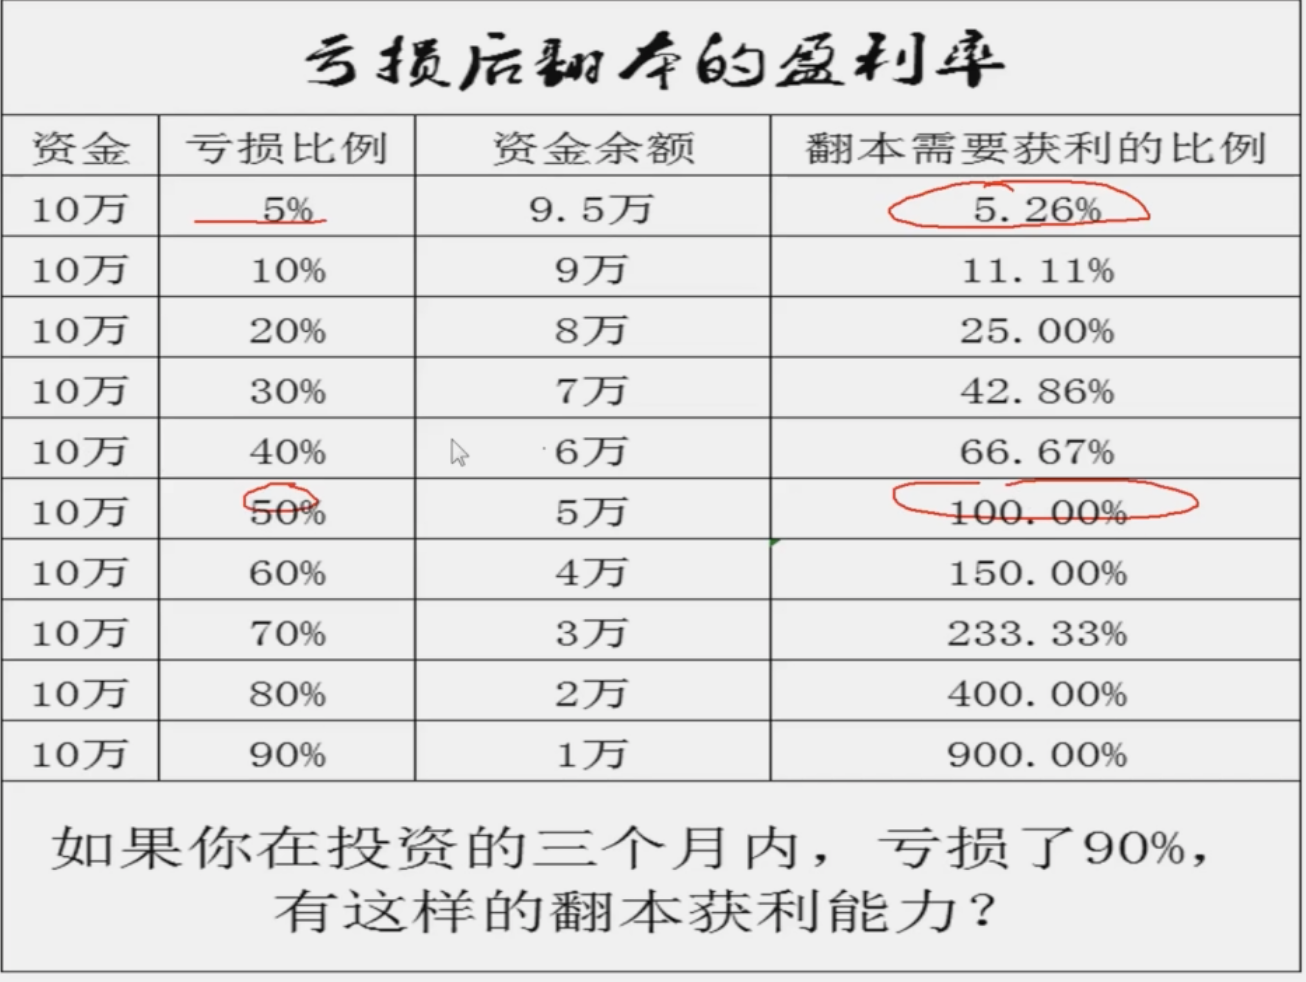 亏损后翻本的盈利率
资金 亏损比例 资金余额 翻本需要获利的比例
10万 5% 9.5万 5.26%
10万 10% 9万 11.11%
10万 20% 8万 25.00%
10万 30% 7万 42.86%
10万 40% 6万 66.67%
10万 50% 5万 100.00%
10万 60% 4万 150.00%
10万 70% 3万 233.33%
10万 80% 2万 400.00%
10万 90% 1万 900.00%
如果你在投资的三个月内，亏损了90%，
有这样的翻本获利能力？